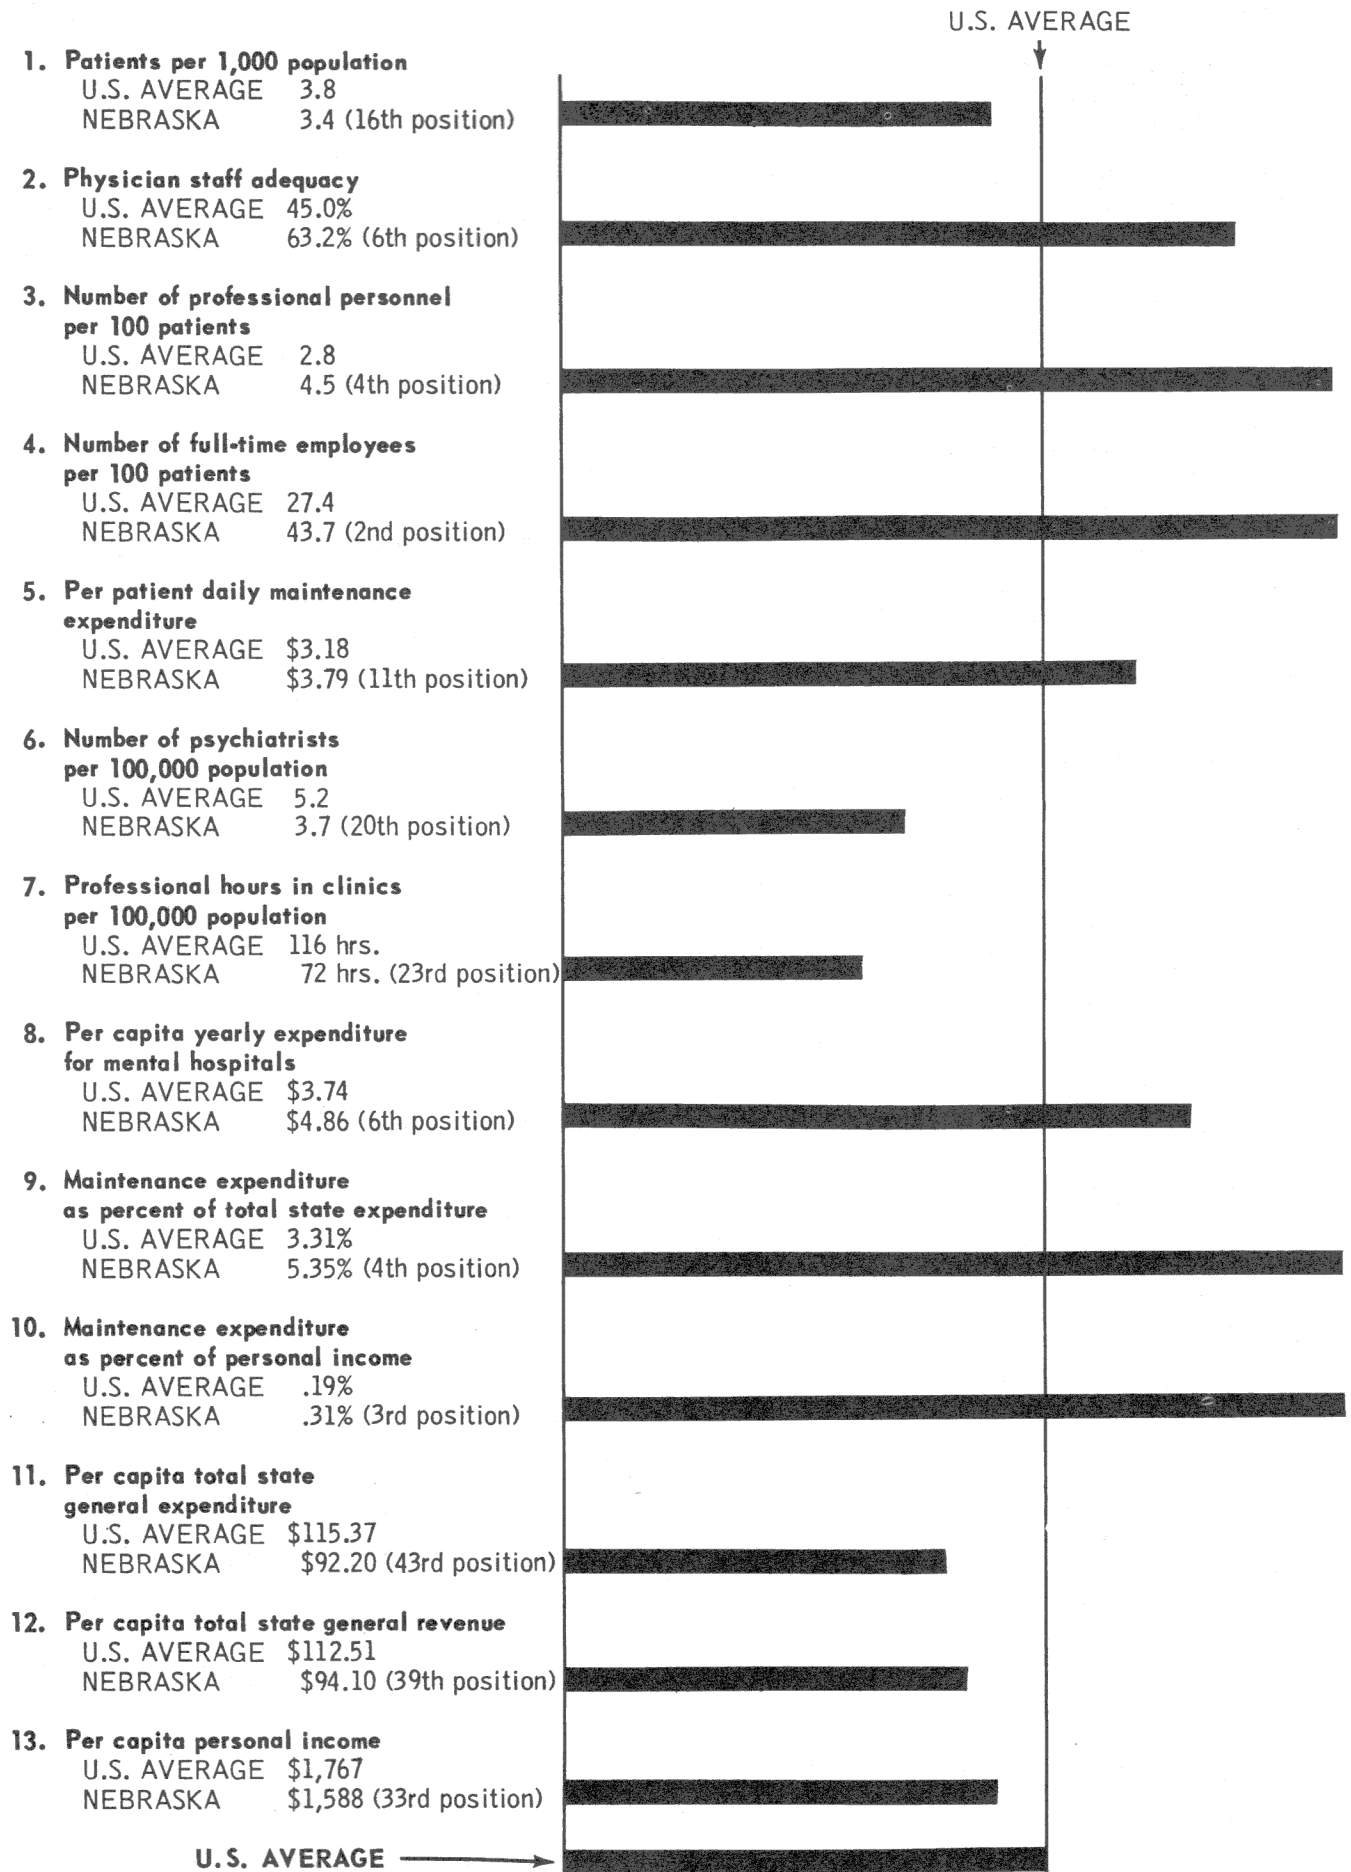 U.S. AVERAGE
1. Patients per 1,000 population
U.S. AVERAGE 3.8
NEBRASKA 3.4 (16th position)
2. Physician staff adequacy
U.S. AVERAGE 45.0%
NEBRASKA 63.2% (6th position)
3. Number of professional personnel
per 100 patients
U.S. AVERAGE 2.8
NEBRASKA 4.5 (4th position)
4. Number of full-time employees
per 100 patients
U.S. AVERAGE 27.4
NEBRASKA 43.7 (2nd position)
5. Per patient daily maintenance
expenditure
U.S. AVERAGE $3.18
NEBRASKA $3.79 (11th position)
6. Number of psychiatrists
per 100,000 population
U.S. AVERAGE 5.2
NEBRASKA 3.7 (20th position)
7. Professional hours in clinics
per 100,000 population
U.S. AVERAGE 116 hrs.
NEBRASKA 72 hrs. (23rd position)
8. Per capita yearly expenditure
for mental hospitals
U.S. AVERAGE $3.74
NEBRASKA $4.86 (6th position)
9. Maintenance expenditure
as percent of total state expenditure
U.S. AVERAGE 3.31%
NEBRASKA 5.35% (4th position)
10. Maintenance expenditure
as percent of personal income
U.S. AVERAGE .19%
NEBRASKA .31% (3rd position)
11. Per capita total state
general expenditure
U.S. AVERAGE $115.37
NEBRASKA $92.20 (43rd position)
12. Per capita total state general revenue
U.S. AVERAGE $112.51
NEBRASKA $94.10 (39th position)
13. Per capita personal income
U.S. AVERAGE $1,767
NEBRASKA $1,588 (33rd position)
U.S. AVERAGE